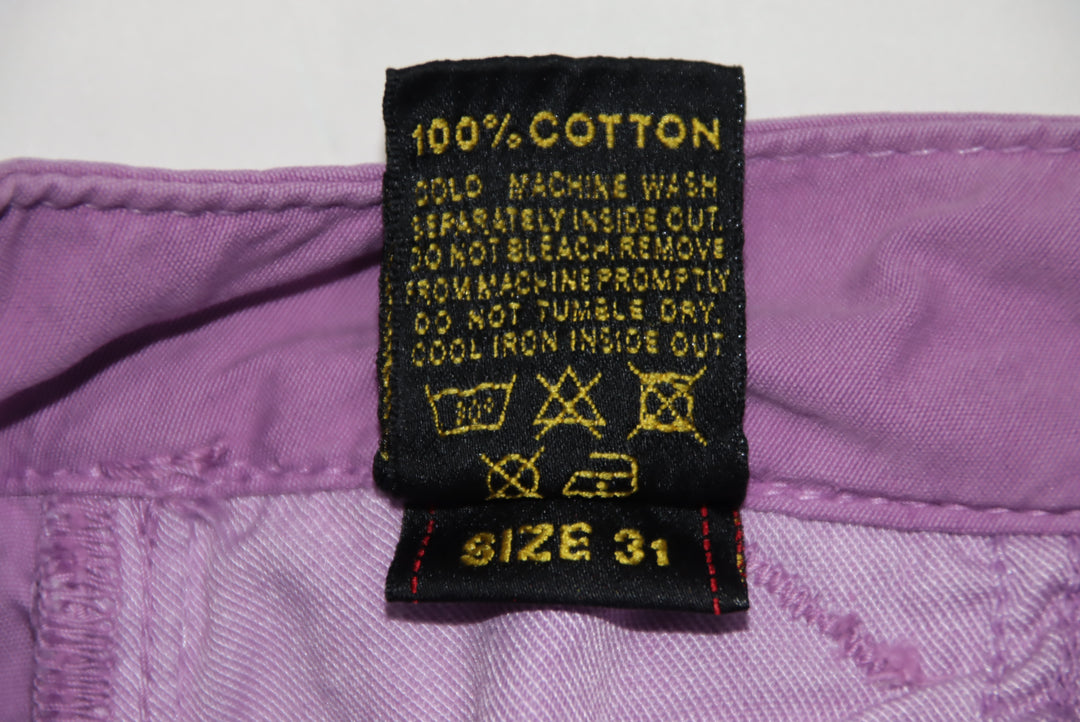 100% COTTON
COLD MACHINE WASH
SEPARATELY INSIDE OUT.
DO NOT BLEACH. REMOVE
FROM MACHINE PROMPTLY
DO NOT TUMBLE DRY.
COOL IRON INSIDE OUT
SIZE 31